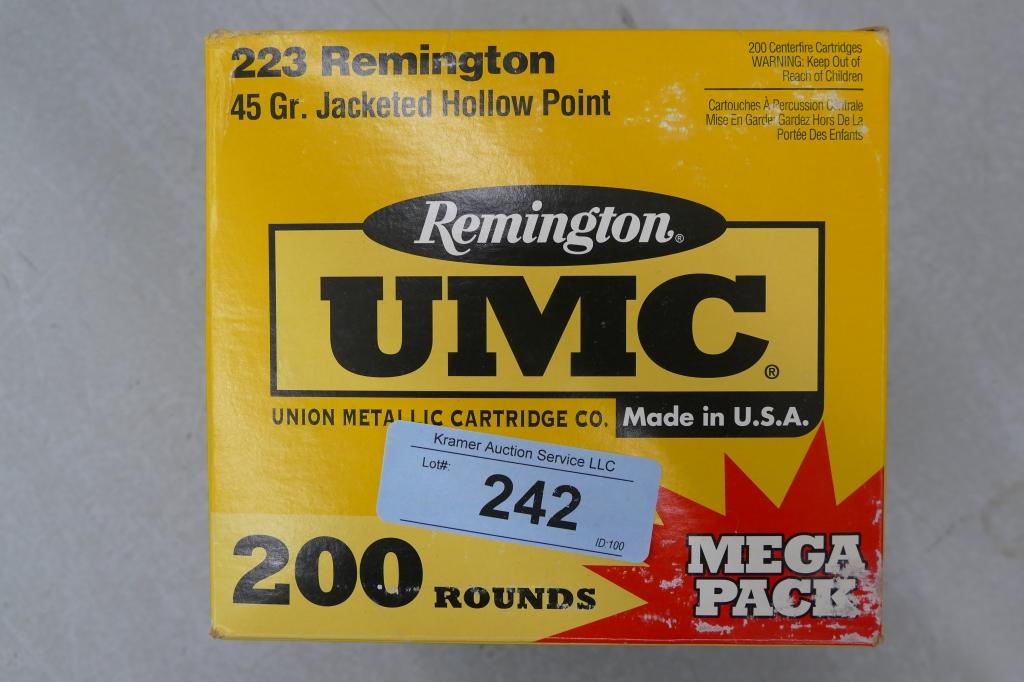 223 Remington
45 Gr. Jacketed Hollow Point
200 Centerfire Cartridges
WARNING: Keep Out of
Reach of Children
Cartouches À Percussion Centrale
Mise En Garde: Gardez Hors De La
Portée Des Enfants
Remington®
UMC®
UNION METALLIC CARTRIDGE CO. Made in U.S.A.
Kramer Auction Service LLC
Lot#:
242
ID:100
200 ROUNDS
MEGA
PACK